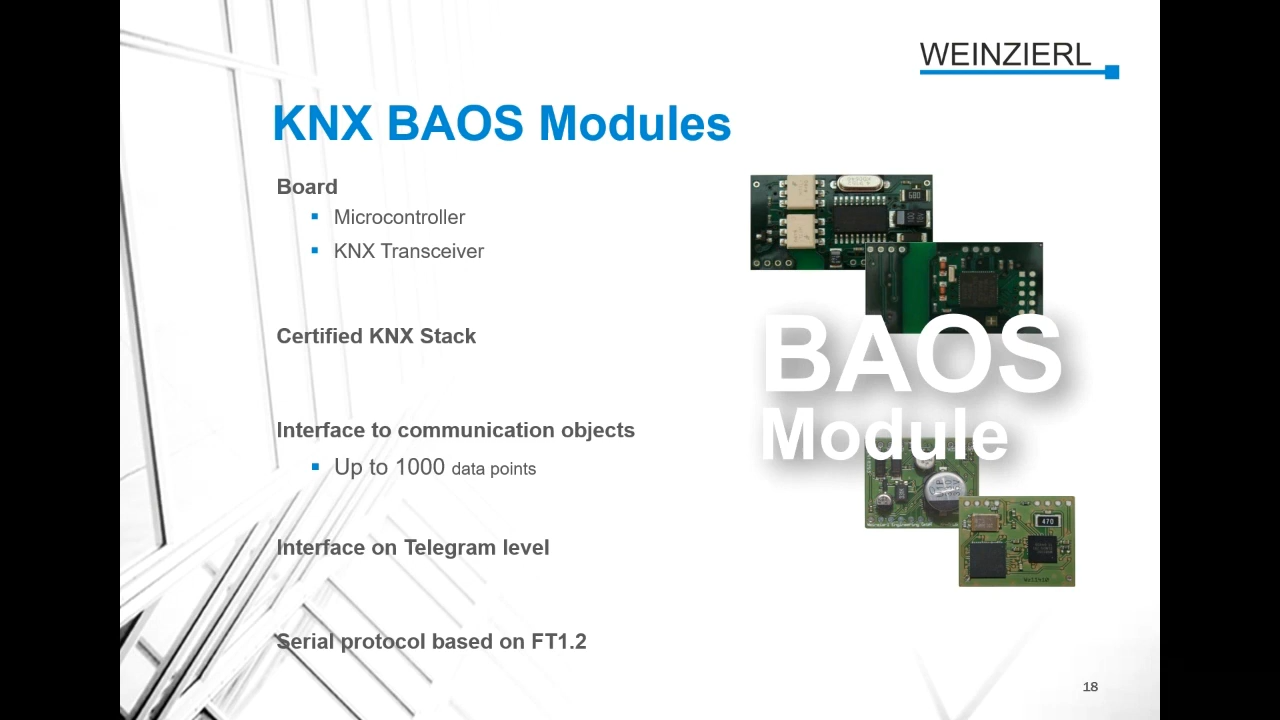 WEINZIERL
KNX BAOS Modules
Board
Microcontroller
KNX Transceiver
Certified KNX Stack
Interface to communication objects
Up to 1000 data points
Interface on Telegram level
Serial protocol based on FT1.2
680
BAOS
Module
470
18